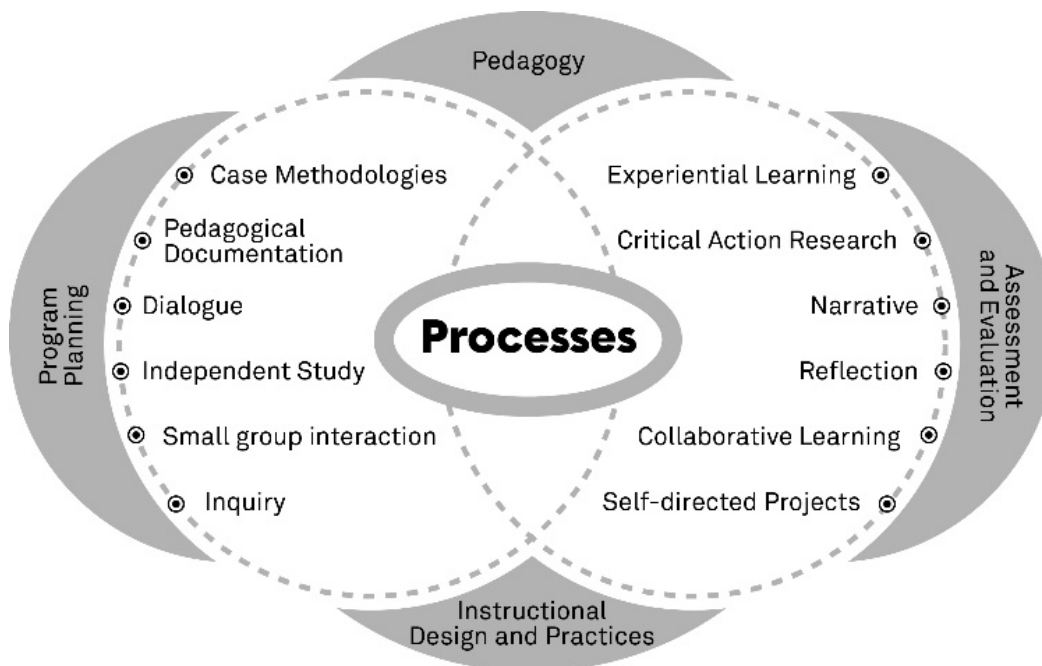 Pedagogy
Case Methodologies
Pedagogical
Documentation
Dialogue
Independent Study
Small group interaction
Inquiry
Program
Planning
Processes
Experiential Learning
Critical Action Research
Narrative
Reflection
Collaborative Learning
Self-directed Projects
Assessment
and Evaluation
Instructional
Design and Practices